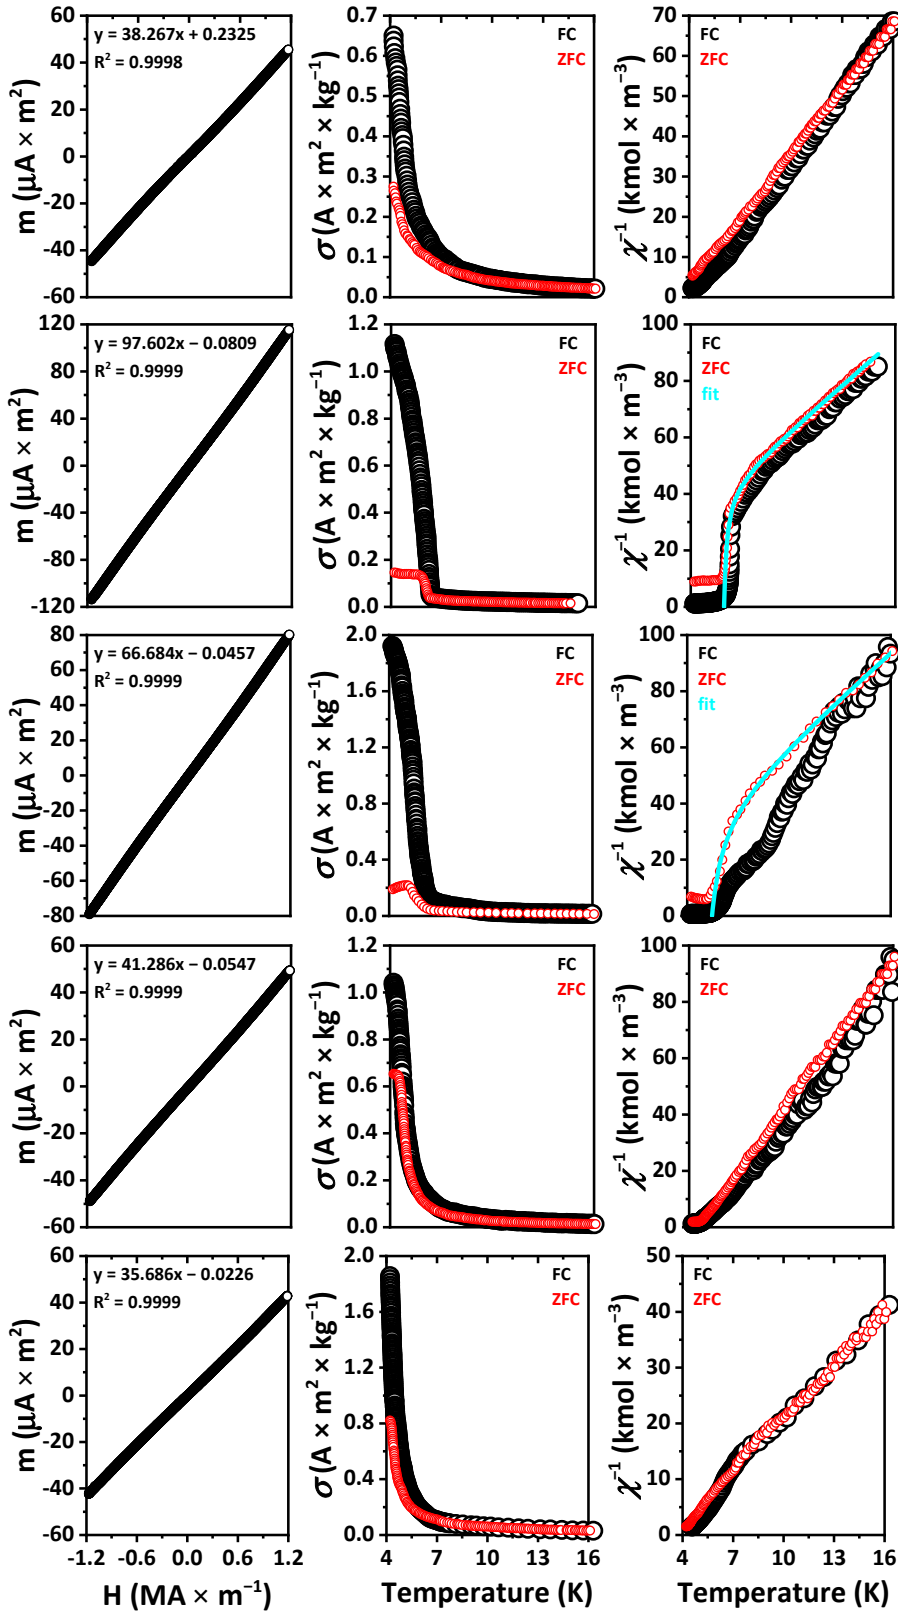 60
40
20
0
-20
-40
-60
m (μA × m²)
y = 38.267x + 0.2325
R² = 0.9998
0.7
0.6
0.5
0.4
0.3
0.2
0.1
0.0
σ (A × m² × kg⁻¹)
FC
ZFC
70
60
50
40
30
20
10
0
χ⁻¹ (kmol × m⁻³)
FC
ZFC
120
80
40
0
-40
-80
-120
m (μA × m²)
y = 97.602x − 0.0809
R² = 0.9999
1.2
1.0
0.8
0.6
0.4
0.2
0.0
σ (A × m² × kg⁻¹)
FC
ZFC
100
80
60
40
20
0
χ⁻¹ (kmol × m⁻³)
FC
ZFC
fit
80
60
40
20
0
-20
-40
-60
-80
m (μA × m²)
y = 66.684x − 0.0457
R² = 0.9999
2.0
1.6
1.2
0.8
0.4
0.0
σ (A × m² × kg⁻¹)
FC
ZFC
100
80
60
40
20
0
χ⁻¹ (kmol × m⁻³)
FC
ZFC
fit
60
40
20
0
-20
-40
-60
m (μA × m²)
y = 41.286x − 0.0547
R² = 0.9999
1.2
1.0
0.8
0.6
0.4
0.2
0.0
σ (A × m² × kg⁻¹)
FC
ZFC
100
80
60
40
20
0
χ⁻¹ (kmol × m⁻³)
FC
ZFC
60
40
20
0
-20
-40
-60
m (μA × m²)
y = 35.686x − 0.0226
R² = 0.9999
-1.2 -0.6 0.0 0.6 1.2
H (MA × m⁻¹)
2.0
1.6
1.2
0.8
0.4
0.0
σ (A × m² × kg⁻¹)
FC
ZFC
4 7 10 13 16
Temperature (K)
50
40
30
20
10
0
χ⁻¹ (kmol × m⁻³)
FC
ZFC
4 7 10 13 16
Temperature (K)